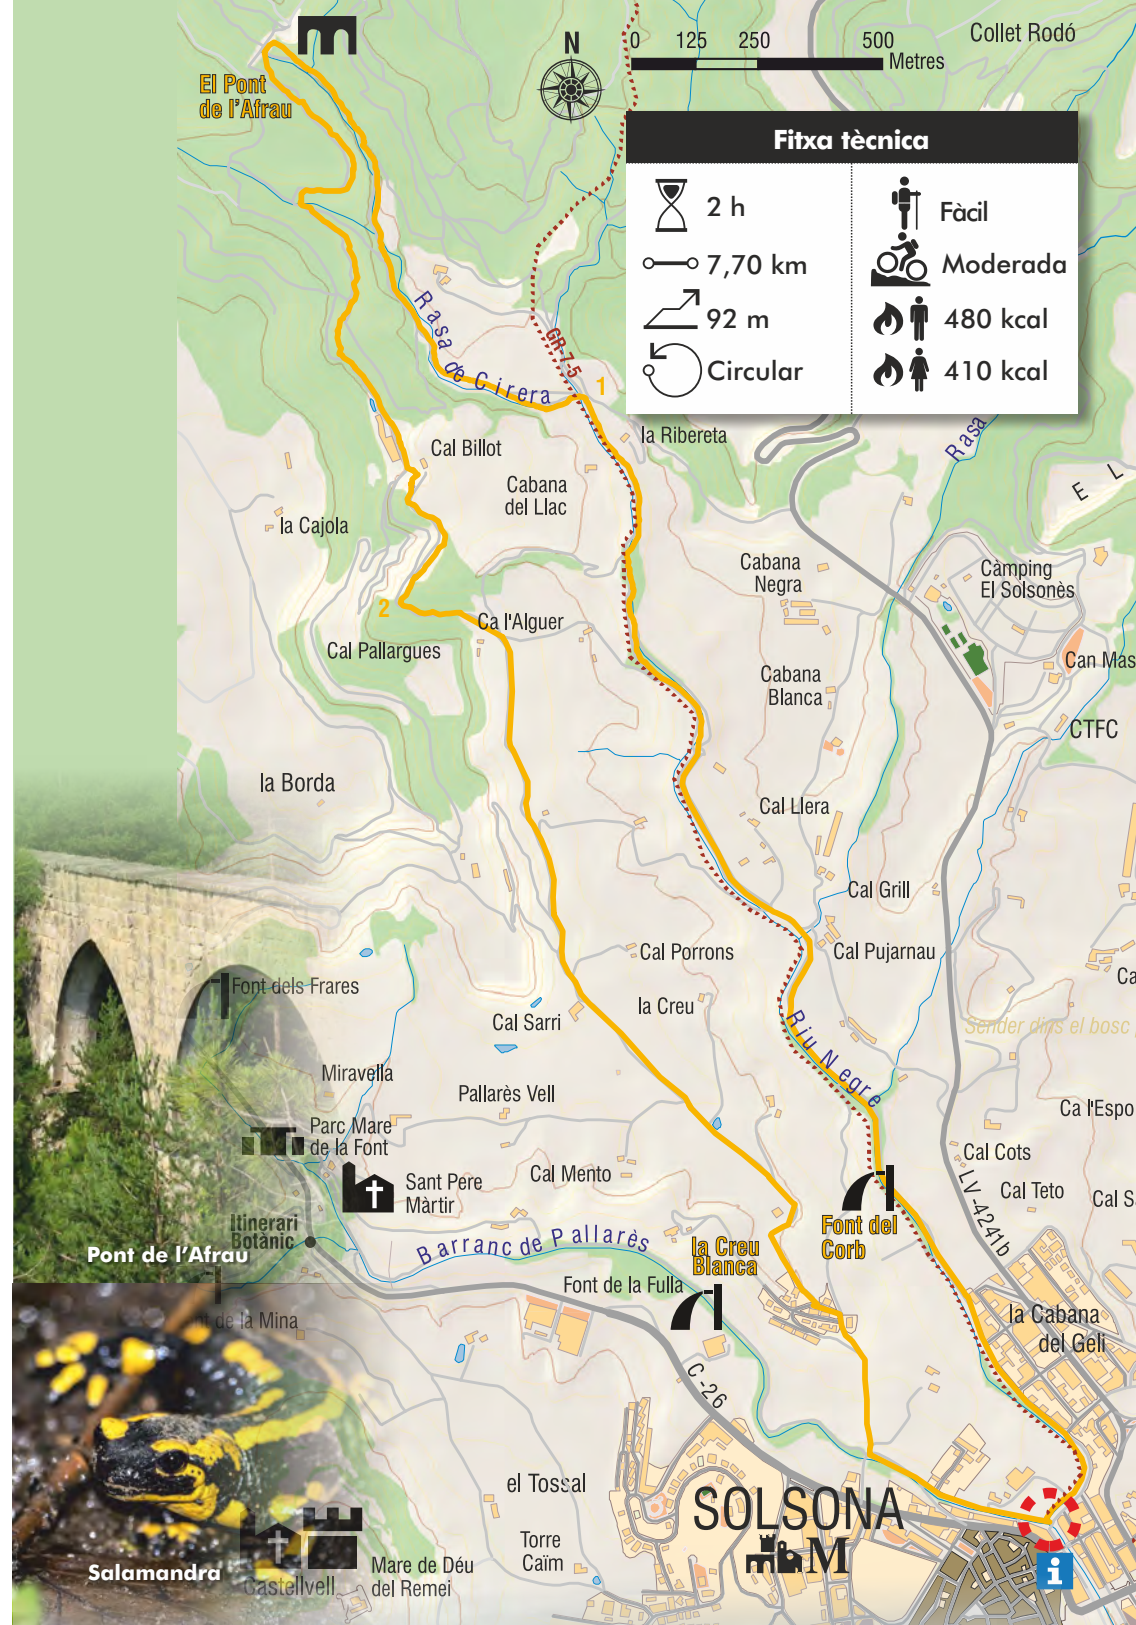 Collet Rodó
N
0 125 250 500
Metres
El Pont
de l'Afrau
Fitxa tècnica
2 h
Fàcil
7,70 km
Moderada
92 m
480 kcal
Circular
410 kcal
GR 7-5
Rasa de Cirera
1
la Ribereta
Rasa
E L
Cal Billot
Cabana
del Llac
la Cajola
Cabana
Negra
Càmping
El Solsonès
2
Ca l'Alguer
Cal Pallargues
Can Mas
Cabana
Blanca
CTFC
la Borda
Cal Llera
Cal Grill
Cal Porrons
Cal Pujarnau
Font dels Frares
Ca
la Creu
Cal Sarri
Riu Negre
Sender dins el bosc
Miravella
Pallarès Vell
Ca l'Espo
Parc Mare
de la Font
Cal Cots
Sant Pere
Màrtir
Cal Mento
LV-4241b
Cal Teto
Cal S
Itinerari
Botànic
Font del
Corb
Barranc de Pallarès
la Creu
Blanca
Pont de l'Afrau
Font de la Fulla
de la Mina
la Cabana
del Geli
C-26
el Tossal
SOLSONA
M
Torre
Caïm
Mare de Déu
del Remei
Salamandra
Castellvell
i